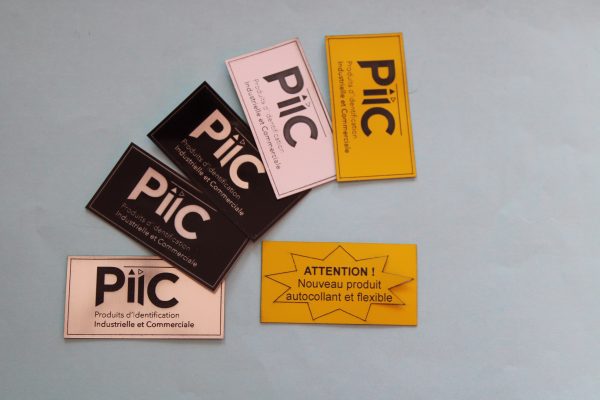 PiiC
Produits d'identification
Industrielle et Commerciale
PiiC
Produits d'identification
Industrielle et Commerciale
PiiC
Produits d'identification
Industrielle et Commerciale
PiiC
Produits d'identification
Industrielle et Commerciale
PiiC
Produits d'identification
Industrielle et Commerciale
ATTENTION !
Nouveau produit
autocollant et flexible